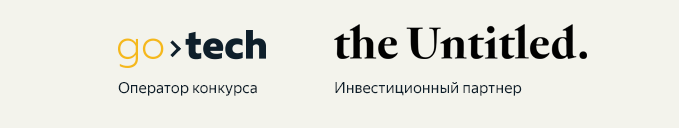 go>tech
the Untitled.
Оператор конкурса
Инвестиционный партнер